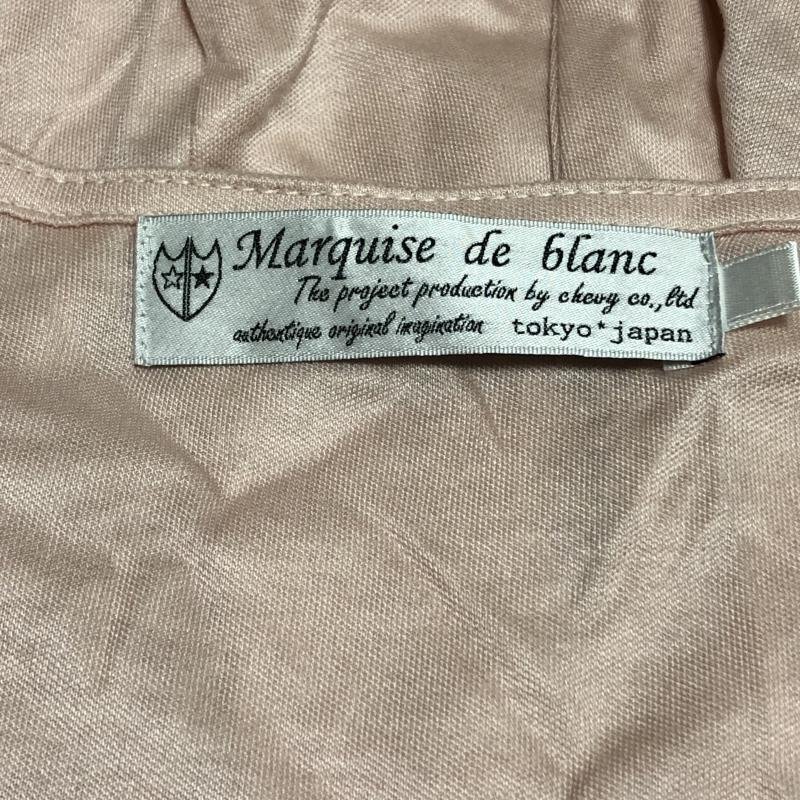 Marquise de blanc
The project production by chevy co.,ltd
authentique original imagination tokyo*japan